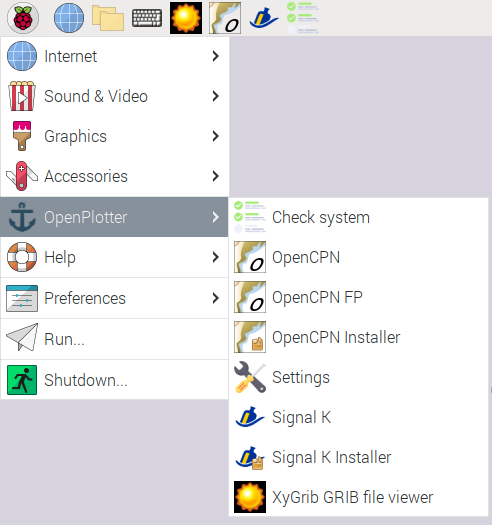 Internet
Sound & Video
Graphics
Accessories
OpenPlotter
Help
Preferences
Run...
Shutdown...
Check system
OpenCPN
OpenCPN FP
OpenCPN Installer
Settings
Signal K
Signal K Installer
XyGrib GRIB file viewer